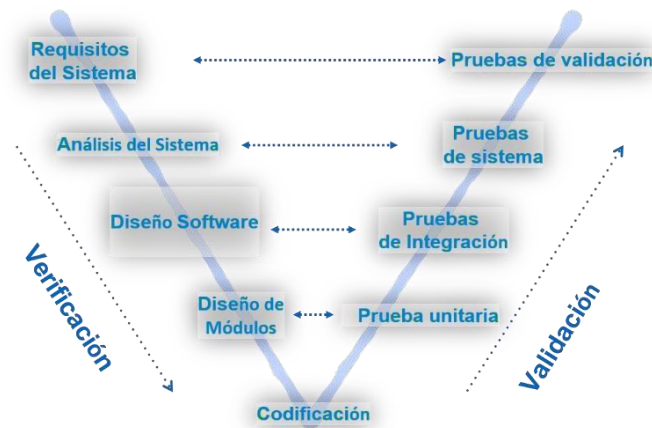 Requisitos
del Sistema
Pruebas de validación
Análisis del Sistema
Pruebas
de sistema
Diseño Software
Pruebas
de Integración
Diseño de
Módulos
Prueba unitaria
Codificación
Verificación
Validación